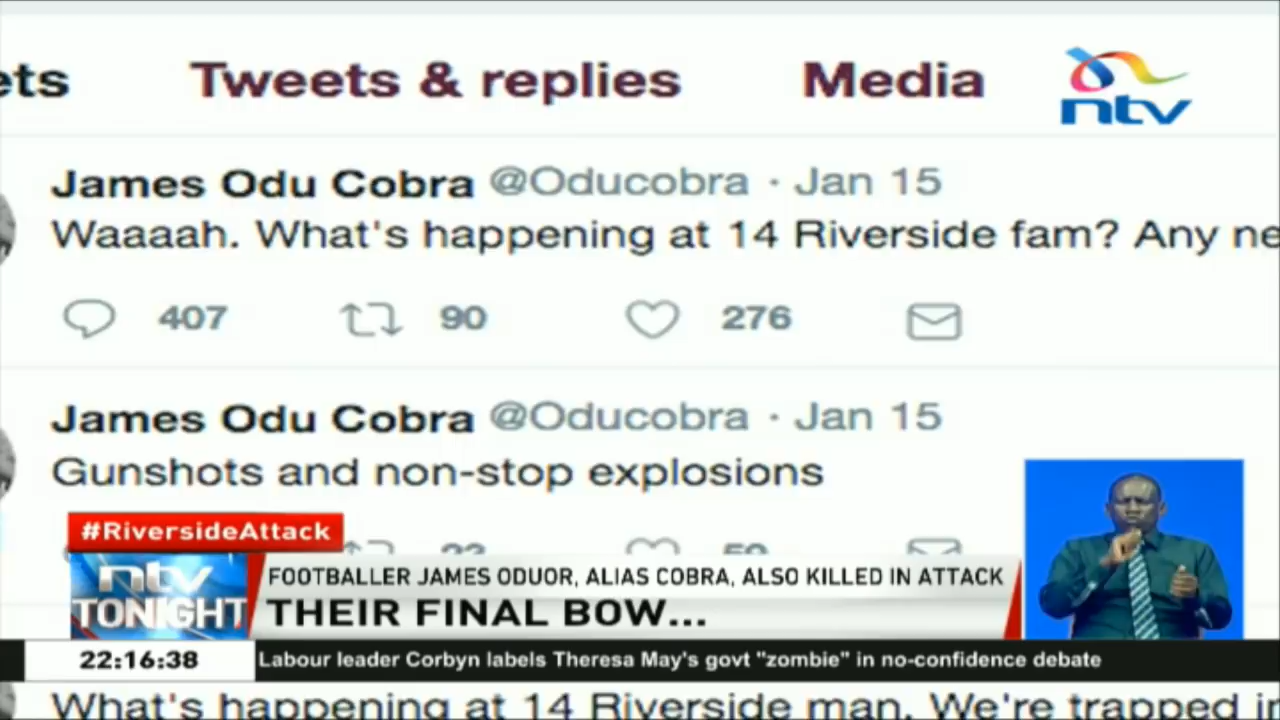 ets Tweets & replies Media
ntv
James Odu Cobra @Oducobra · Jan 15
Waaaah. What's happening at 14 Riverside fam? Any ne
407 90 276
James Odu Cobra @Oducobra · Jan 15
Gunshots and non-stop explosions
#RiversideAttack
ntv TONIGHT
FOOTBALLER JAMES ODUOR, ALIAS COBRA, ALSO KILLED IN ATTACK
THEIR FINAL BOW...
22:16:38
Labour leader Corbyn labels Theresa May's govt "zombie" in no-confidence debate
What's happening at 14 Riverside man. We're trapped in